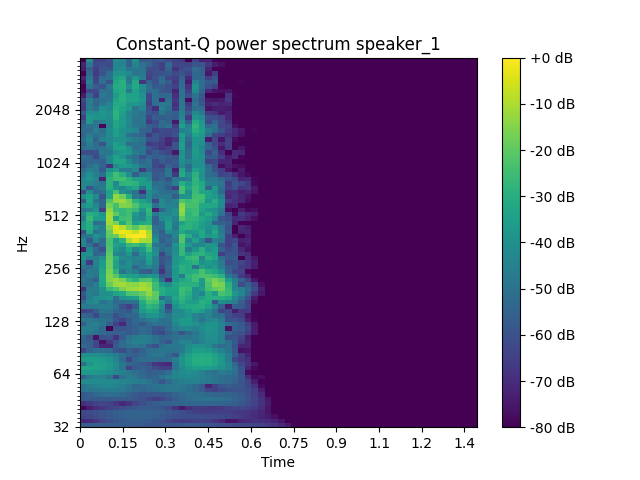 Constant-Q power spectrum speaker_1
+0 dB
-10 dB
-20 dB
-30 dB
-40 dB
-50 dB
-60 dB
-70 dB
-80 dB
2048
1024
512
256
128
64
32
Hz
0 0.15 0.3 0.45 0.6 0.75 0.9 1.1 1.2 1.4
Time